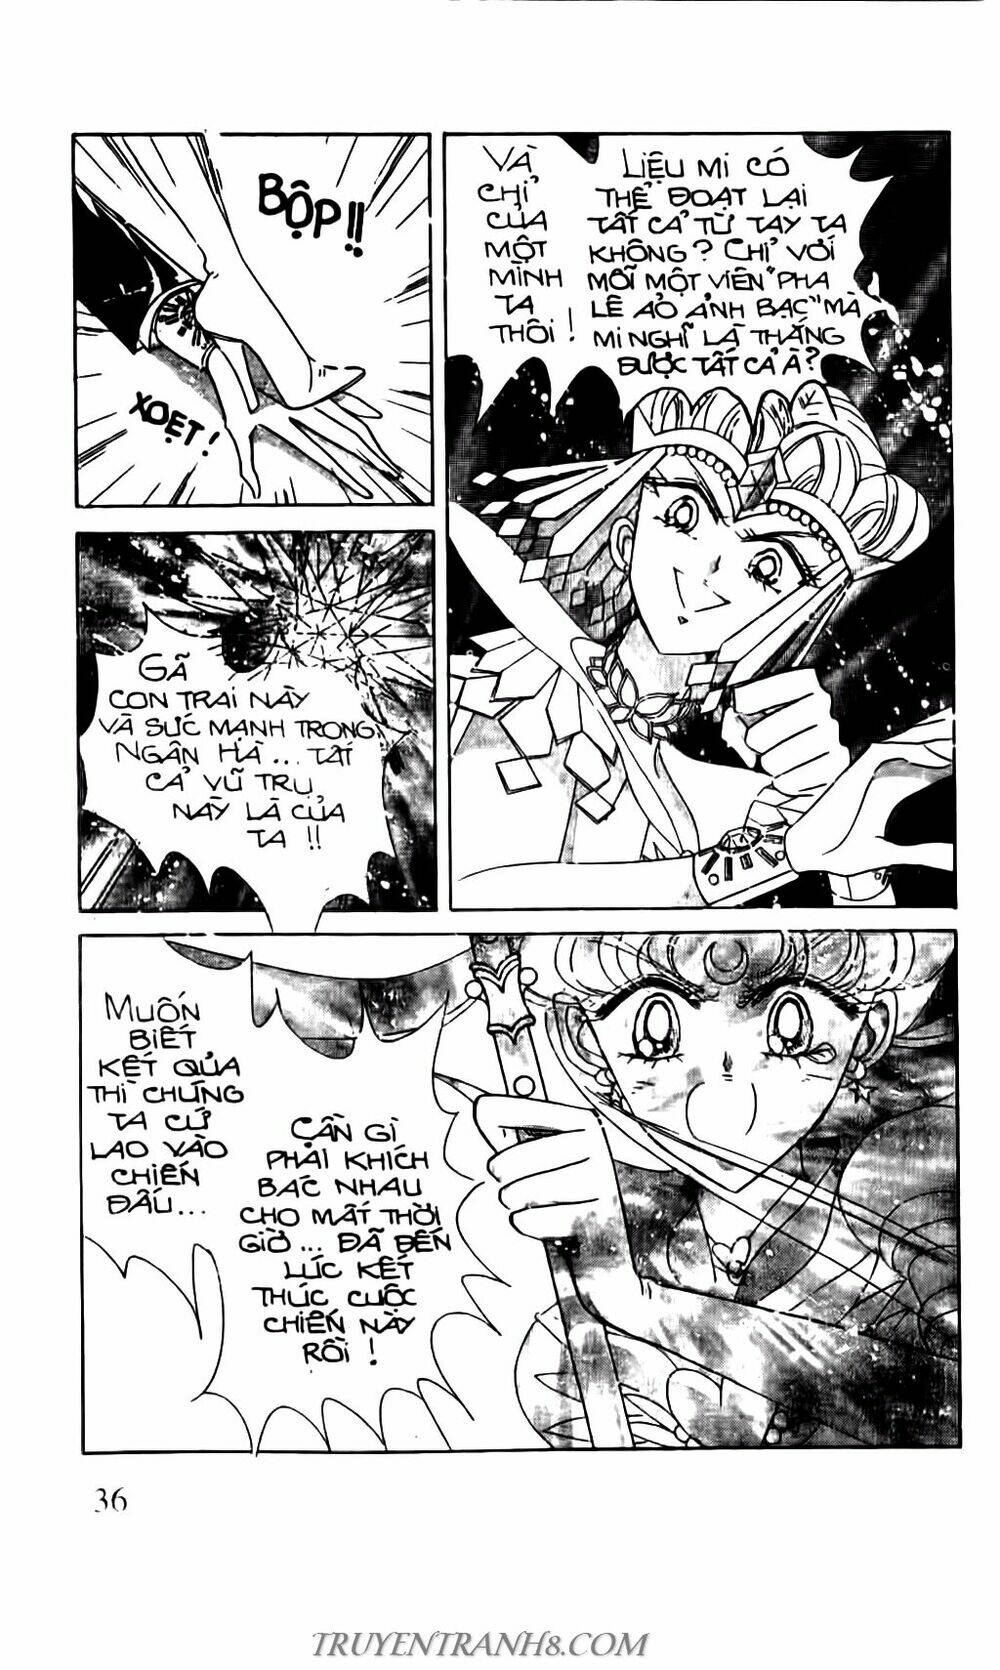 LIỆU MI CÓ
THỂ ĐOẠT LẠI
TẤT CẢ TỪ TAY TA
KHÔNG? CHỈ VỚI
MỖI MỘT VIÊN "PHA
LÊ ẢO ẢNH BẠC" MÀ
MI NGHĨ LÀ THẮNG
ĐƯỢC TẤT CẢ À?
VÀ
CHỈ
CỦA
MỘT
MÌNH
TA
THÔI!
BỘP!!
XOẸT!
GÃ
CON TRAI NÀY
VÀ SỨC MẠNH TRONG
NGÂN HÀ... TẤT
CẢ VŨ TRỤ
NÀY LÀ CỦA
TA!!
MUỐN
BIẾT
KẾT QỦA
THÌ CHÚNG
TA CỨ
LAO VÀO
CHIẾN
ĐẤU...
CẦN GÌ
PHẢI KHÍCH
BÁC NHAU
CHO MẤT THỜI
GIỜ... ĐÃ ĐẾN
LÚC KẾT
THÚC CUỘC
CHIẾN NÀY
RỒI!
36
TRUYENTRANH8.COM